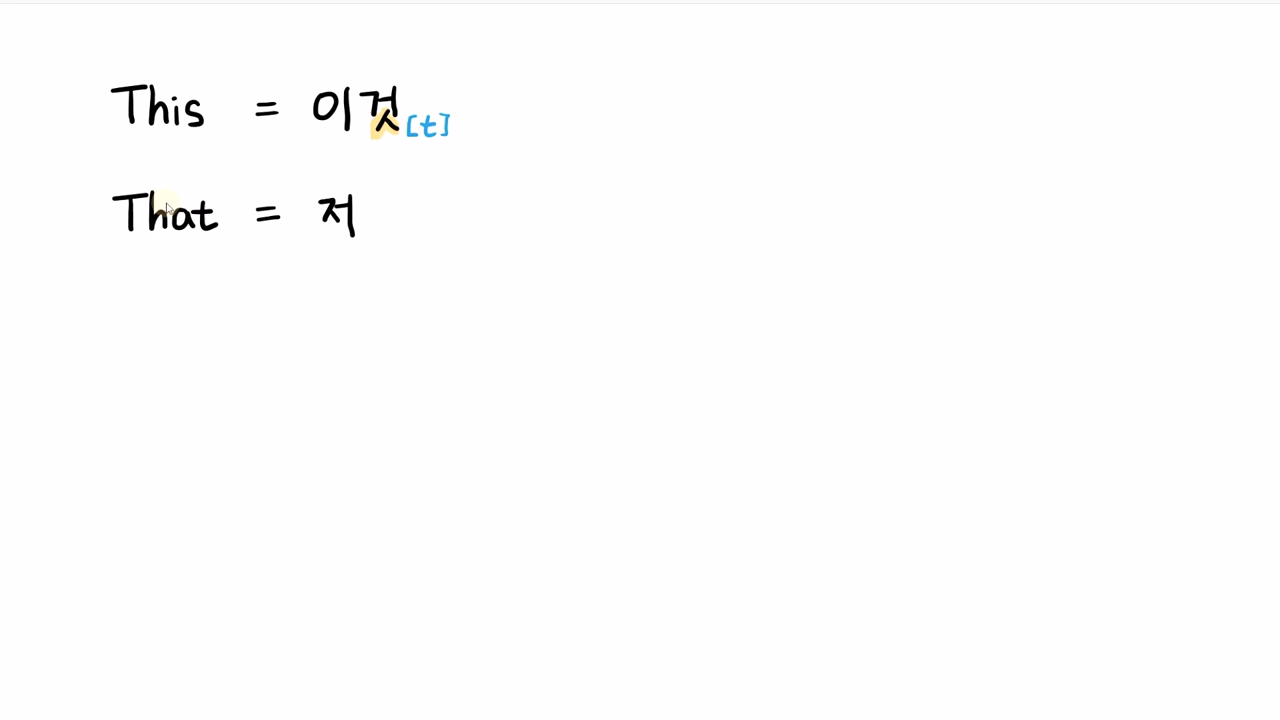 This = 이것 [t]
That = 저